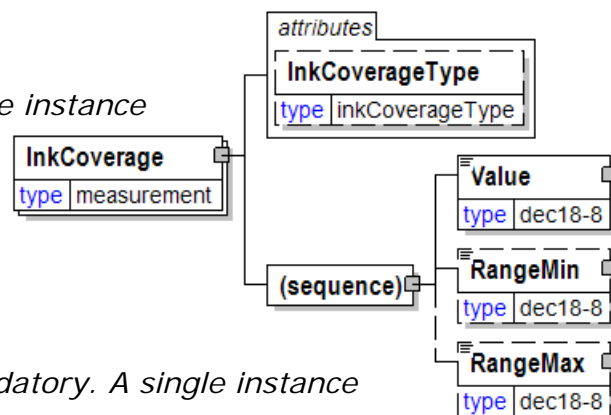 attributes
InkCoverageType
type inkCoverageType
e instance
InkCoverage
type measurement
Value
type dec18-8
(sequence)
RangeMin
type dec18-8
RangeMax
type dec18-8
datory. A single instance